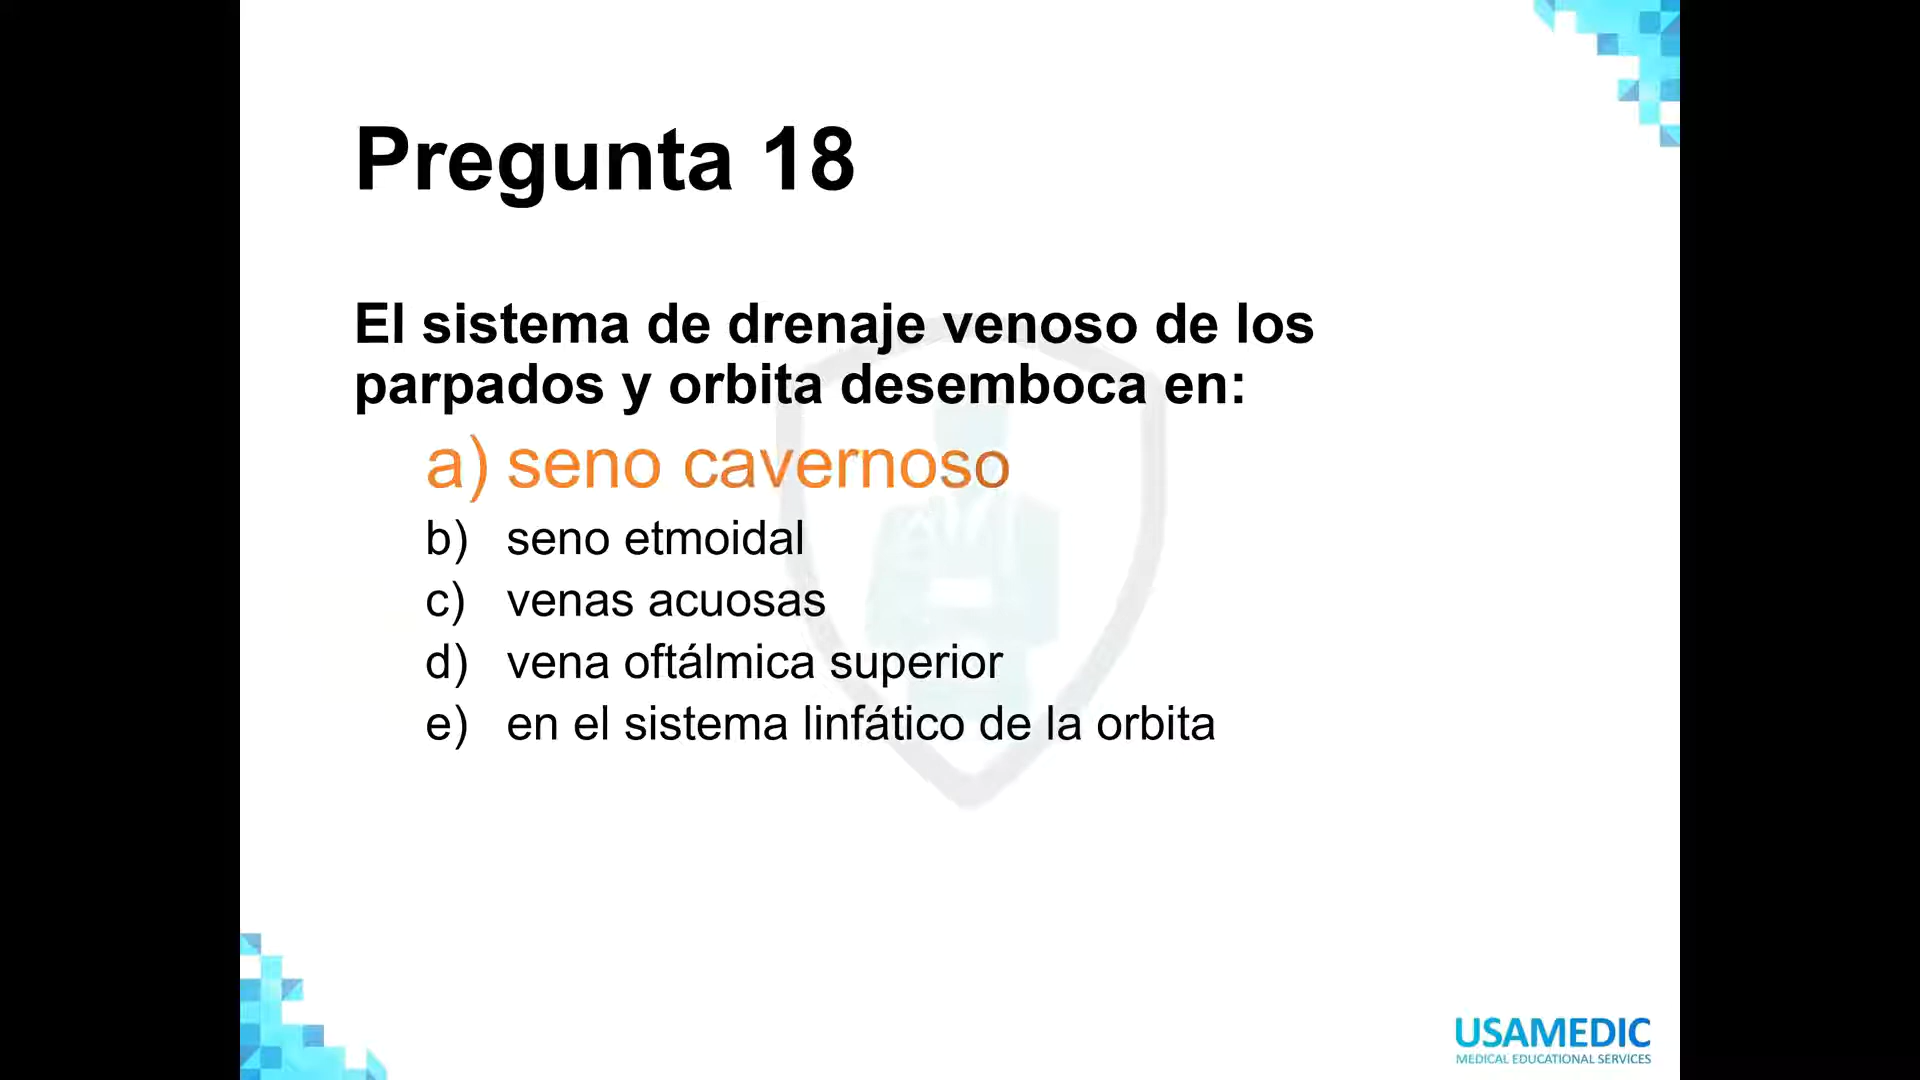 Pregunta 18
El sistema de drenaje venoso de los
parpados y orbita desemboca en:
a) seno cavernoso
b) seno etmoidal
c) venas acuosas
d) vena oftálmica superior
e) en el sistema linfático de la orbita
USAMEDIC
MEDICAL EDUCATIONAL SERVICES